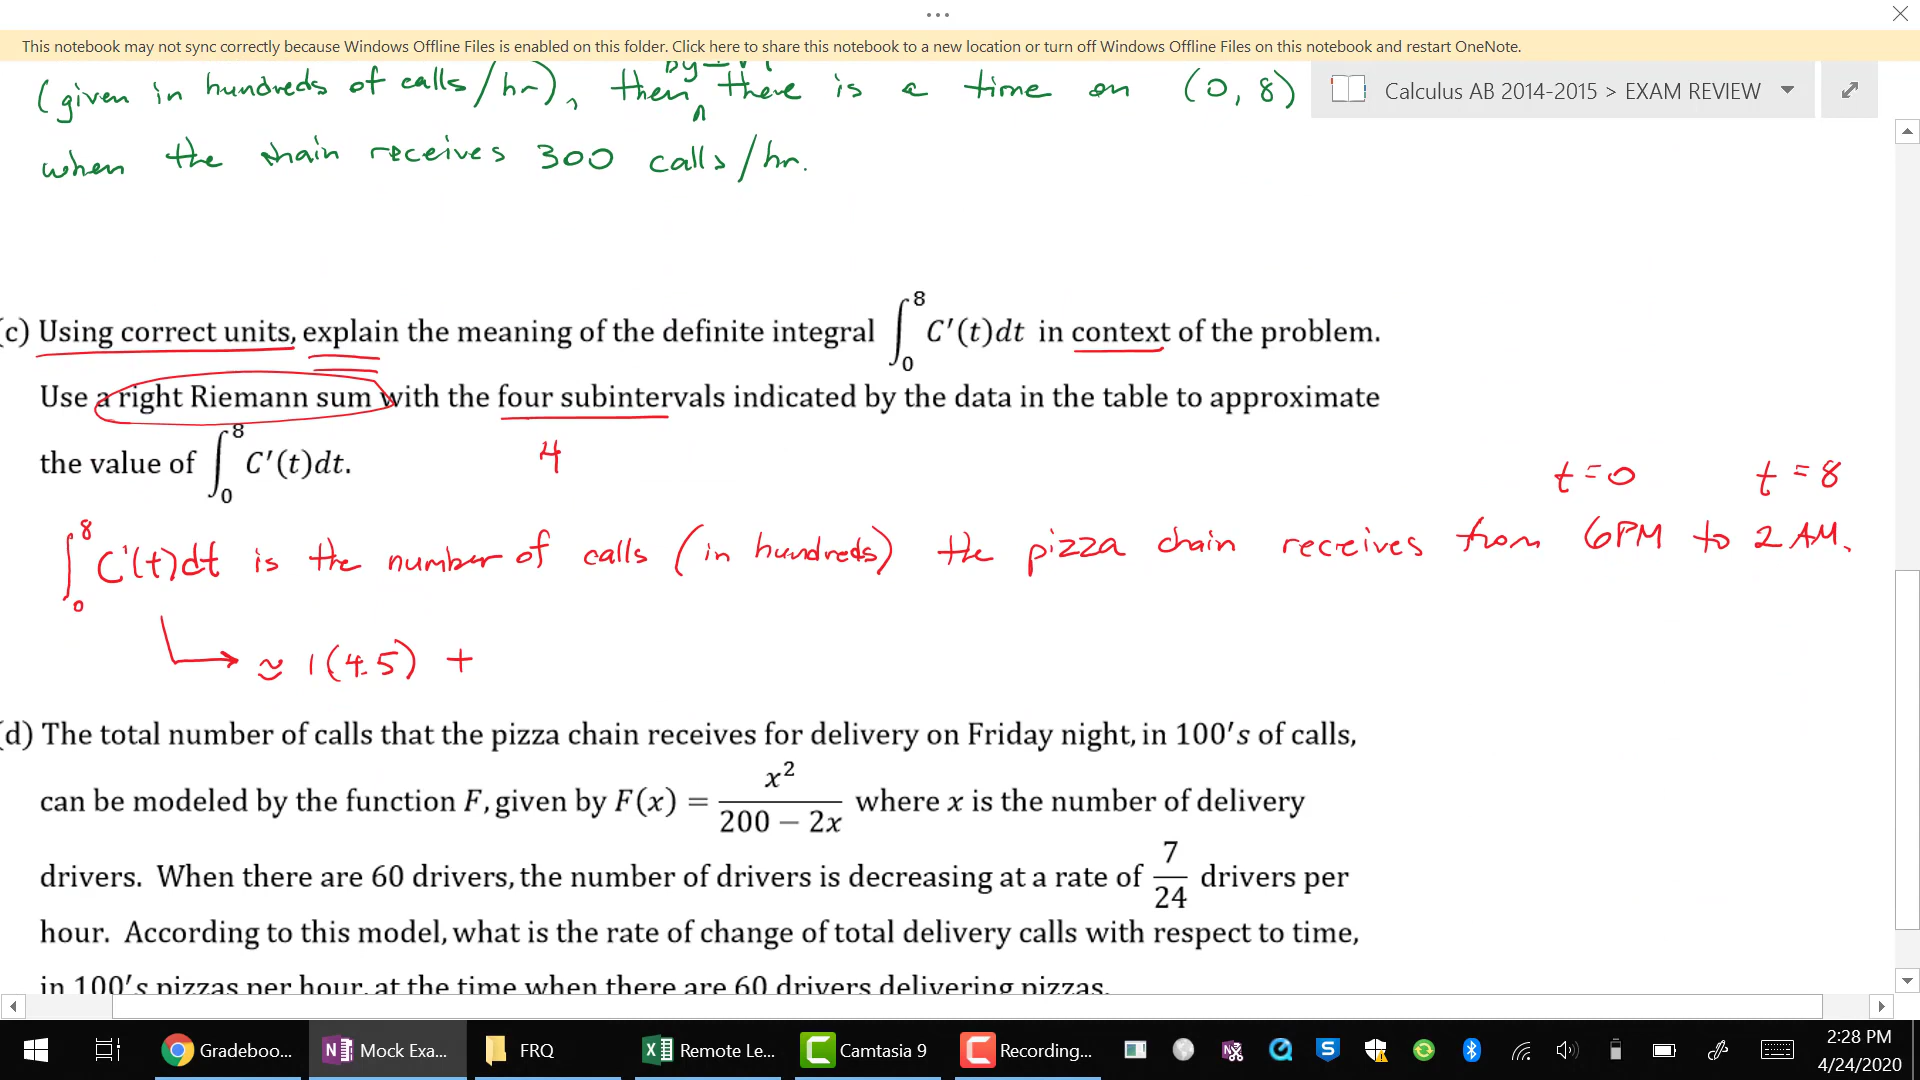 This notebook may not sync correctly because Windows Offline Files is enabled on this folder. Click here to share this notebook to a new location or turn off Windows Offline Files on this notebook and restart OneNote.
Calculus AB 2014-2015 > EXAM REVIEW
by IVT
(given in hundreds of calls/hr), then ^ there is a time on (0, 8)
when the chain receives 300 calls/hr.
(c) Using correct units, explain the meaning of the definite integral ∫₀⁸ C′(t)dt in context of the problem.
Use a right Riemann sum with the four subintervals indicated by the data in the table to approximate
the value of ∫₀⁸ C′(t)dt.
4
t = 0 t = 8
∫₀⁸ C'(t)dt is the number of calls (in hundreds) the pizza chain receives from 6PM to 2 AM.
≈ 1(4.5) +
(d) The total number of calls that the pizza chain receives for delivery on Friday night, in 100's of calls,
can be modeled by the function F, given by F(x) = x²/(200 − 2x) where x is the number of delivery
drivers. When there are 60 drivers, the number of drivers is decreasing at a rate of 7/24 drivers per
hour. According to this model, what is the rate of change of total delivery calls with respect to time,
in 100's pizzas per hour, at the time when there are 60 drivers delivering pizzas.
Gradeboo... Mock Exa... FRQ Remote Le... Camtasia 9 Recording...
2:28 PM
4/24/2020